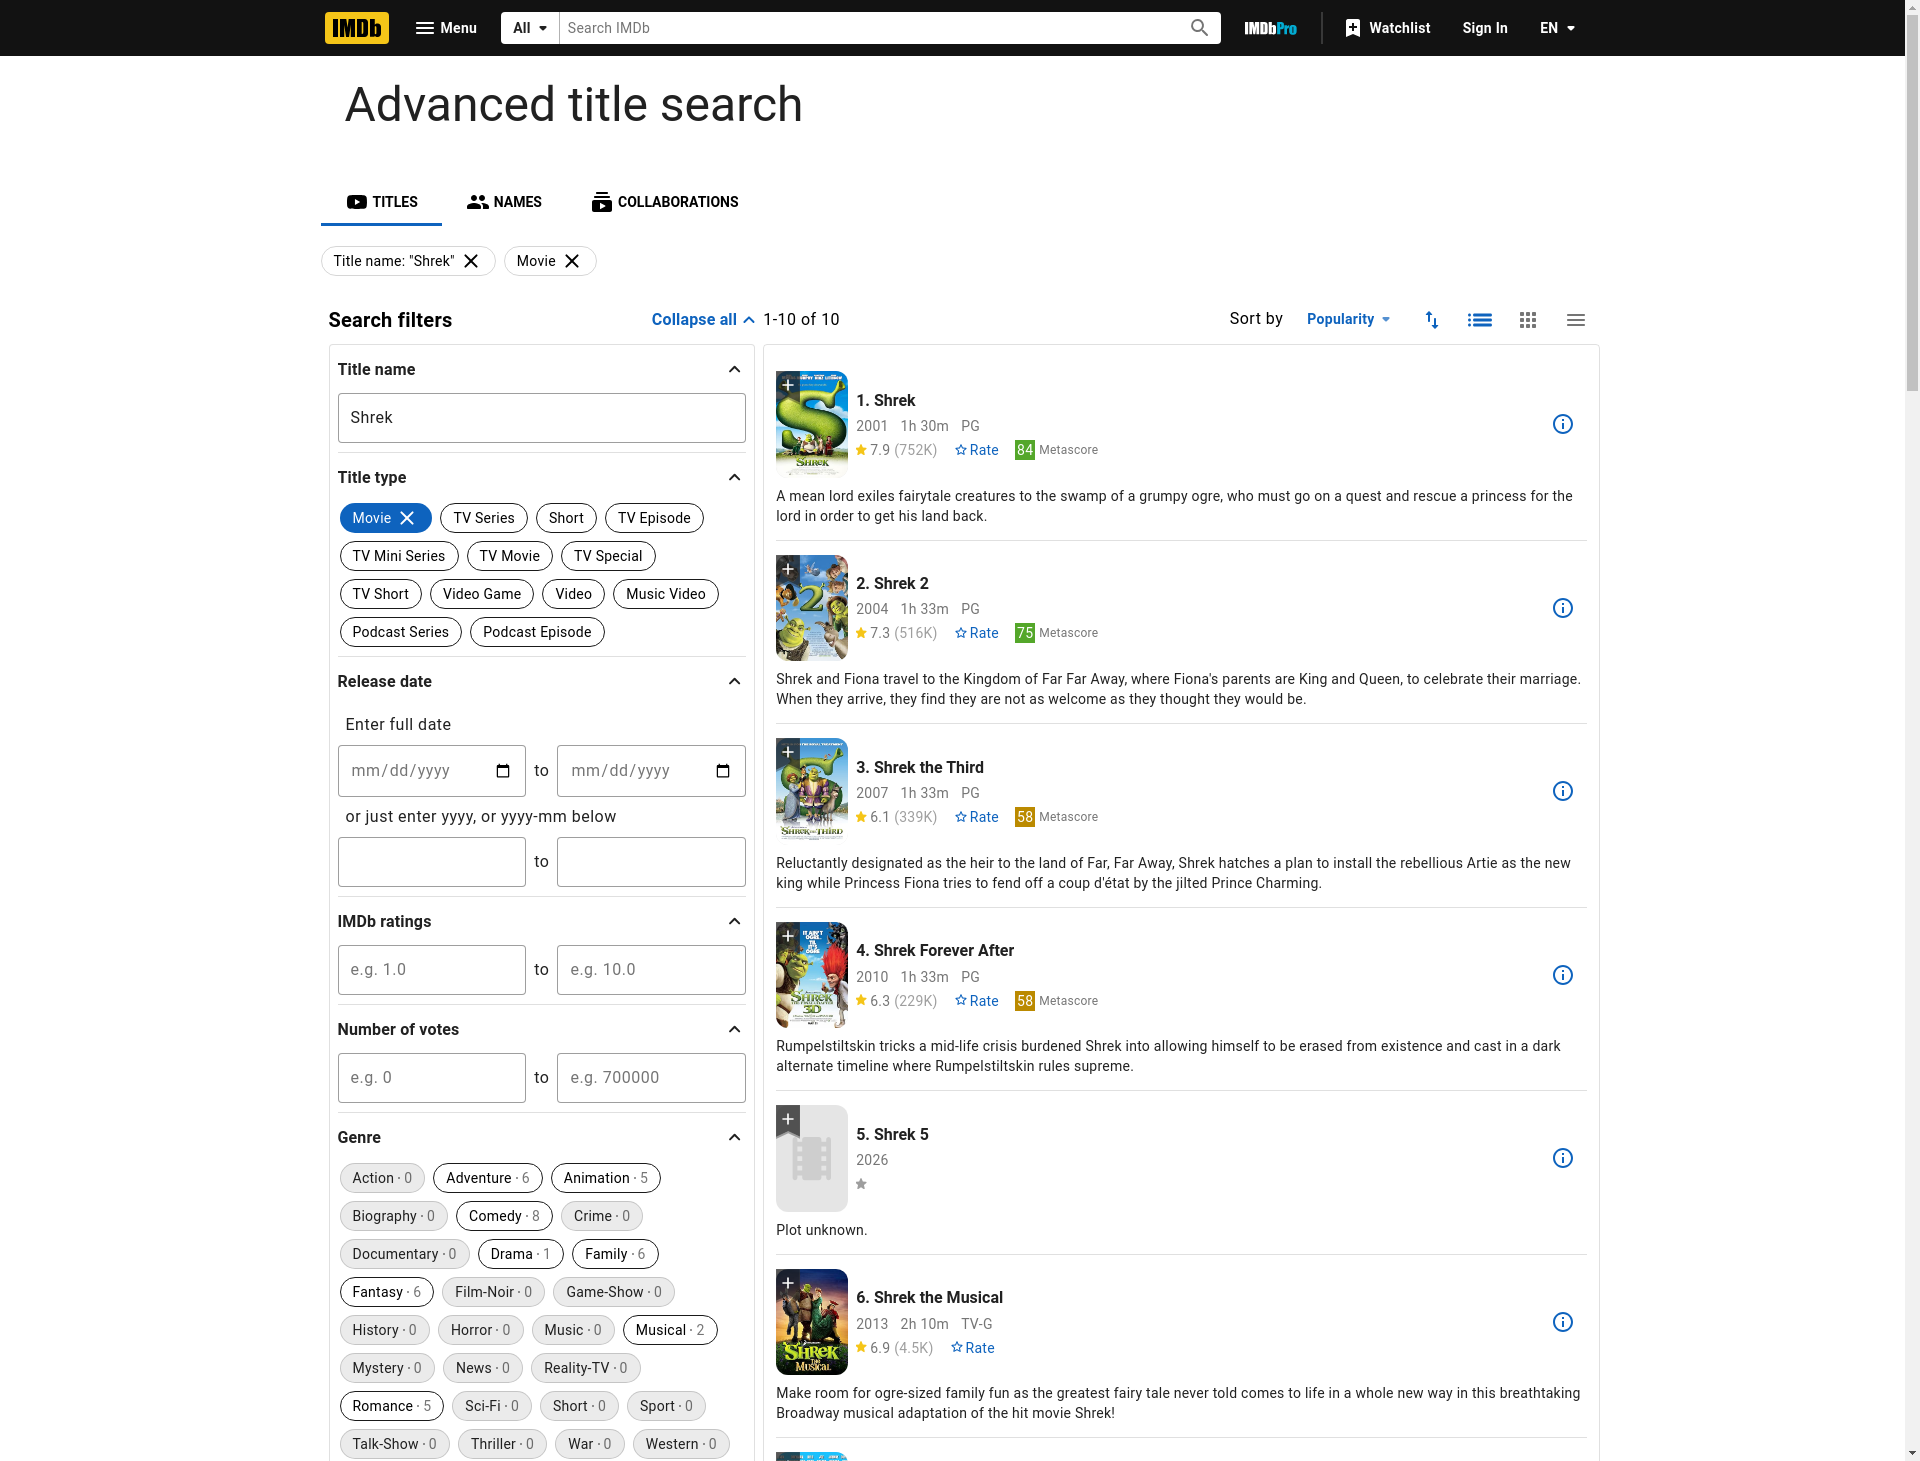 IMDb
Menu
All
Search IMDb
IMDbPro
Watchlist
Sign In
EN
Advanced title search
TITLES
NAMES
COLLABORATIONS
Title name: "Shrek"
Movie
Search filters
Collapse all
1-10 of 10
Sort by
Popularity
Title name
Shrek
Title type
Movie
TV Series
Short
TV Episode
TV Mini Series
TV Movie
TV Special
TV Short
Video Game
Video
Music Video
Podcast Series
Podcast Episode
Release date
Enter full date
mm/dd/yyyy to mm/dd/yyyy
or just enter yyyy, or yyyy-mm below
to
IMDb ratings
e.g. 1.0 to e.g. 10.0
Number of votes
e.g. 0 to e.g. 700000
Genre
Action · 0
Adventure · 6
Animation · 5
Biography · 0
Comedy · 8
Crime · 0
Documentary · 0
Drama · 1
Family · 6
Fantasy · 6
Film-Noir · 0
Game-Show · 0
History · 0
Horror · 0
Music · 0
Musical · 2
Mystery · 0
News · 0
Reality-TV · 0
Romance · 5
Sci-Fi · 0
Short · 0
Sport · 0
Talk-Show · 0
Thriller · 0
War · 0
Western · 0
SHREK
1. Shrek
2001 1h 30m PG
7.9 (752K) Rate 84 Metascore
A mean lord exiles fairytale creatures to the swamp of a grumpy ogre, who must go on a quest and rescue a princess for the
lord in order to get his land back.
2
2. Shrek 2
2004 1h 33m PG
7.3 (516K) Rate 75 Metascore
Shrek and Fiona travel to the Kingdom of Far Far Away, where Fiona's parents are King and Queen, to celebrate their marriage.
When they arrive, they find they are not as welcome as they thought they would be.
SHREK THE THIRD
3. Shrek the Third
2007 1h 33m PG
6.1 (339K) Rate 58 Metascore
Reluctantly designated as the heir to the land of Far, Far Away, Shrek hatches a plan to install the rebellious Artie as the new
king while Princess Fiona tries to fend off a coup d'état by the jilted Prince Charming.
IT AIN'T
OGRE..
TIL
IT'S
OGRE
SHREK
3D
4. Shrek Forever After
2010 1h 33m PG
6.3 (229K) Rate 58 Metascore
Rumpelstiltskin tricks a mid-life crisis burdened Shrek into allowing himself to be erased from existence and cast in a dark
alternate timeline where Rumpelstiltskin rules supreme.
5. Shrek 5
2026
Plot unknown.
SHREK
THE
MUSICAL
6. Shrek the Musical
2013 2h 10m TV-G
6.9 (4.5K) Rate
Make room for ogre-sized family fun as the greatest fairy tale never told comes to life in a whole new way in this breathtaking
Broadway musical adaptation of the hit movie Shrek!